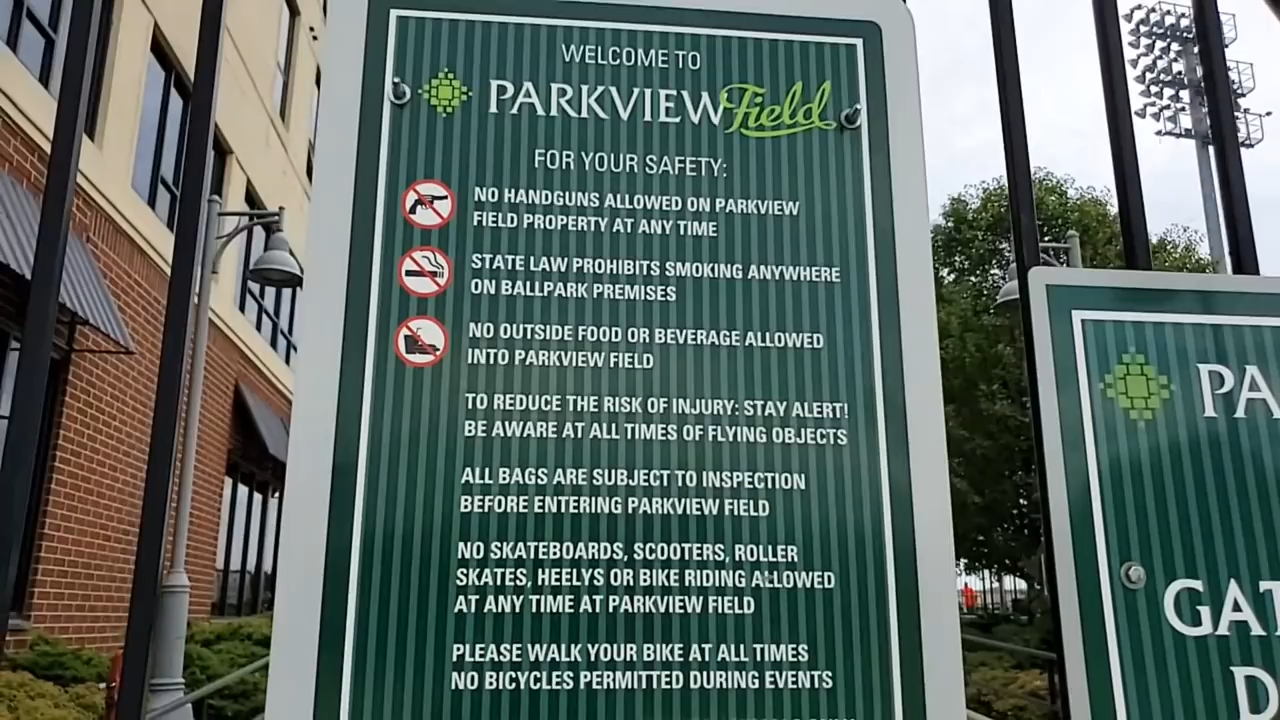 WELCOME TO
PARKVIEW Field
FOR YOUR SAFETY:
NO HANDGUNS ALLOWED ON PARKVIEW
FIELD PROPERTY AT ANY TIME
STATE LAW PROHIBITS SMOKING ANYWHERE
ON BALLPARK PREMISES
NO OUTSIDE FOOD OR BEVERAGE ALLOWED
INTO PARKVIEW FIELD
TO REDUCE THE RISK OF INJURY: STAY ALERT!
BE AWARE AT ALL TIMES OF FLYING OBJECTS
ALL BAGS ARE SUBJECT TO INSPECTION
BEFORE ENTERING PARKVIEW FIELD
NO SKATEBOARDS, SCOOTERS, ROLLER
SKATES, HEELYS OR BIKE RIDING ALLOWED
AT ANY TIME AT PARKVIEW FIELD
PLEASE WALK YOUR BIKE AT ALL TIMES
NO BICYCLES PERMITTED DURING EVENTS
PA
GAT
D